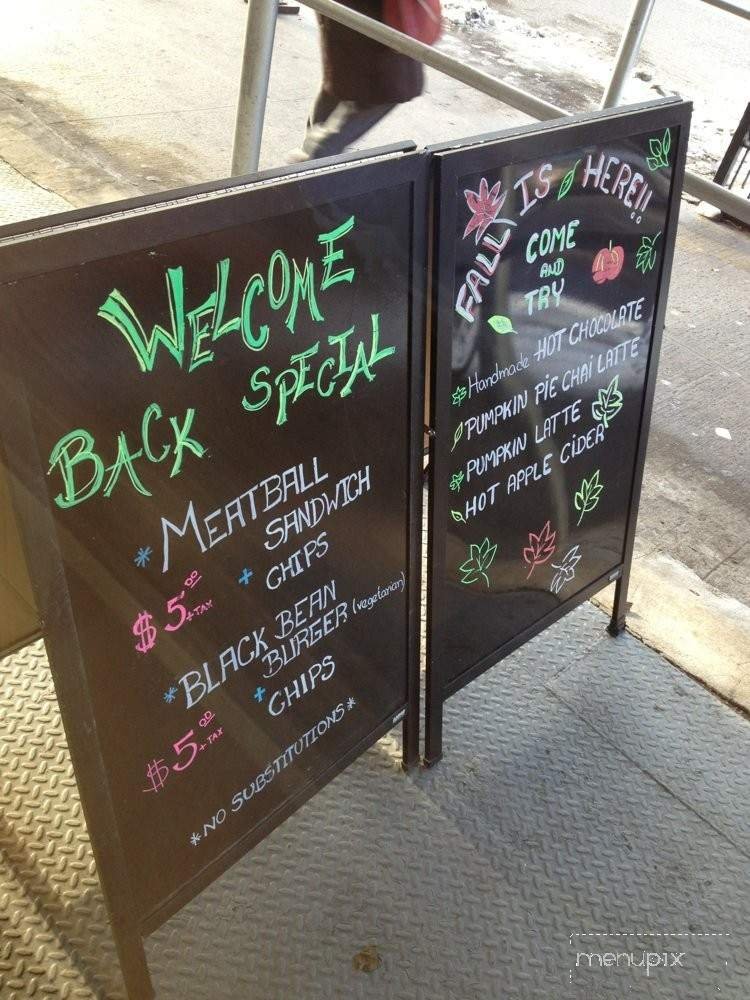 WELCOME
BACK SPECIAL
* MEATBALL
SANDWICH
+ CHIPS
$5.00 + TAX
* BLACK BEAN
BURGER (vegetarian)
+ CHIPS
$5.00 + TAX
*NO SUBSTITUTIONS*
FALL IS HERE!!
COME
AND
TRY
Handmade HOT CHOCOLATE
PUMPKIN PiE CHAi LATTE
PUMPKIN LATTE
HOT APPLE CiDER
menupix